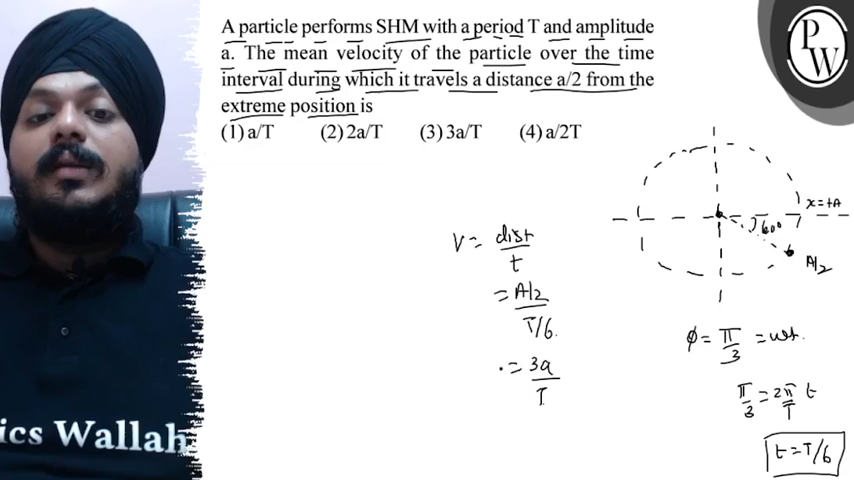 A particle performs SHM with a period T and amplitude
a. The mean velocity of the particle over the time
interval during which it travels a distance a/2 from the
extreme position is
(1) a/T (2) 2a/T (3) 3a/T (4) a/2T
PW
x=+A
60°
A/2
V= dist
t
= A/2
T/6
= 3a
T
φ= π/3 = ωt.
π/3 = 2π/T t
t=T/6
ics Wallah